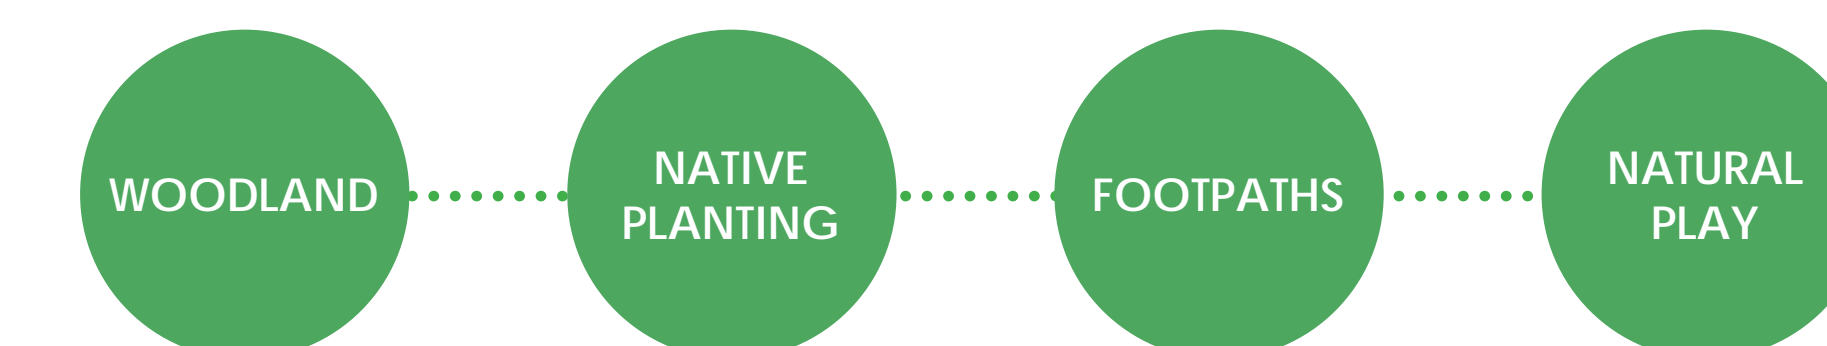 WOODLAND
NATIVE
PLANTING
FOOTPATHS
NATURAL
PLAY